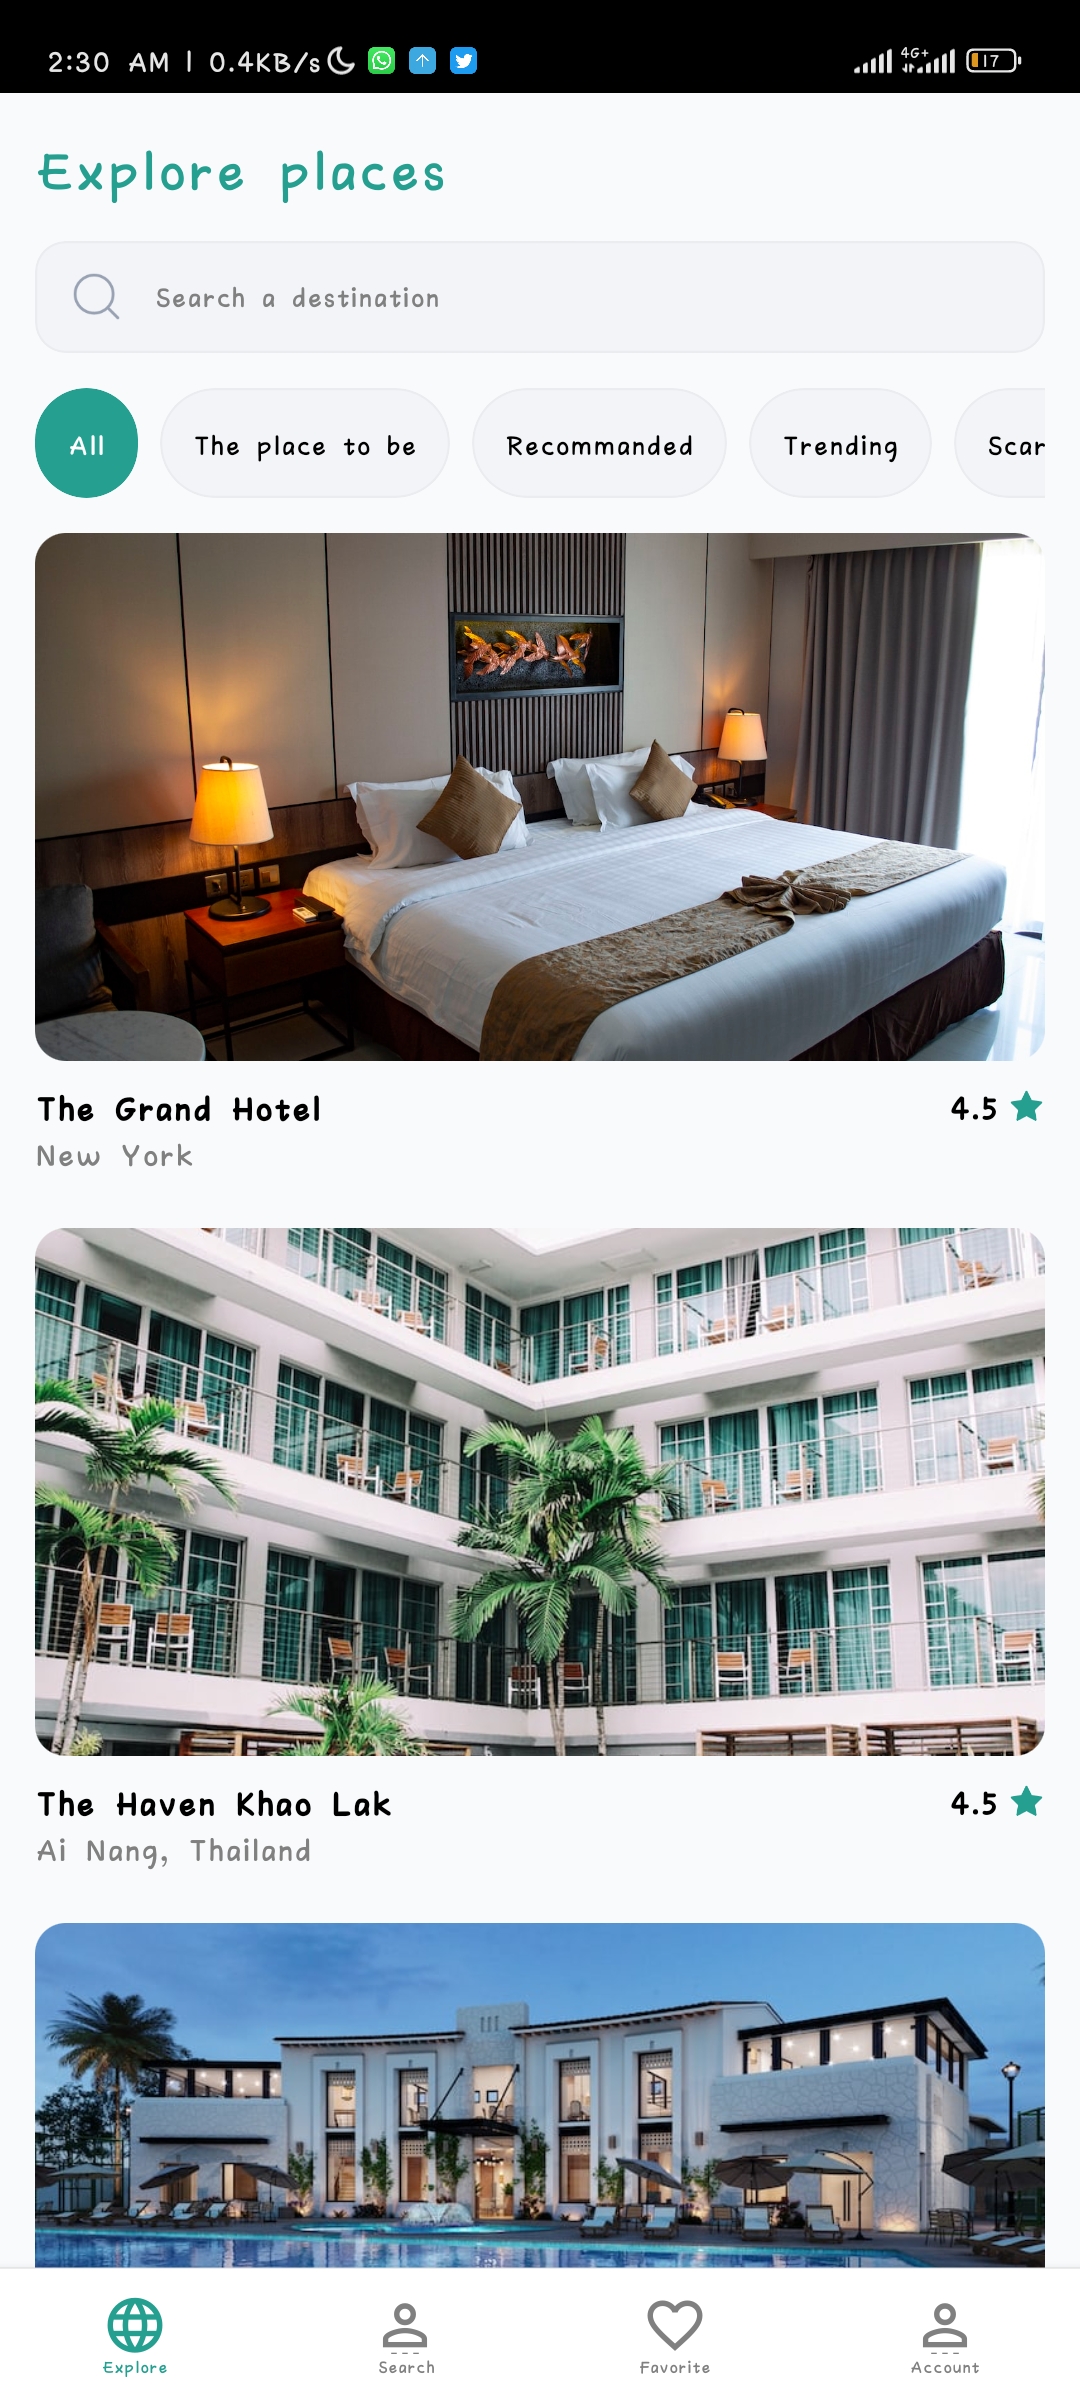 2:30 AM | 0.4KB/s 4G+ 17
Explore places
Search a destination
All The place to be Recommanded Trending Scar
The Grand Hotel 4.5
New York
The Haven Khao Lak 4.5
Ai Nang, Thailand
Explore Search Favorite Account